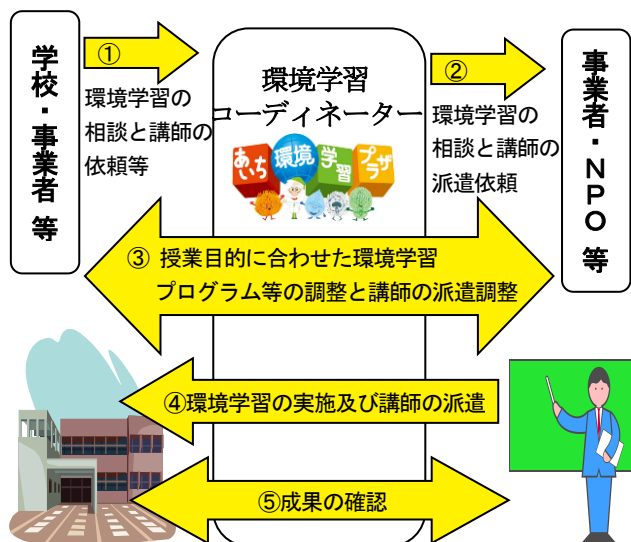 学校・事業者 等
①
環境学習の
相談と講師の
依頼等
環境学習
コーディネーター
あいち 環境 学習 プラザ
②
環境学習の
相談と講師の
派遣依頼
事業者・NPO 等
③ 授業目的に合わせた環境学習
プログラム等の調整と講師の派遣調整
④環境学習の実施及び講師の派遣
⑤成果の確認